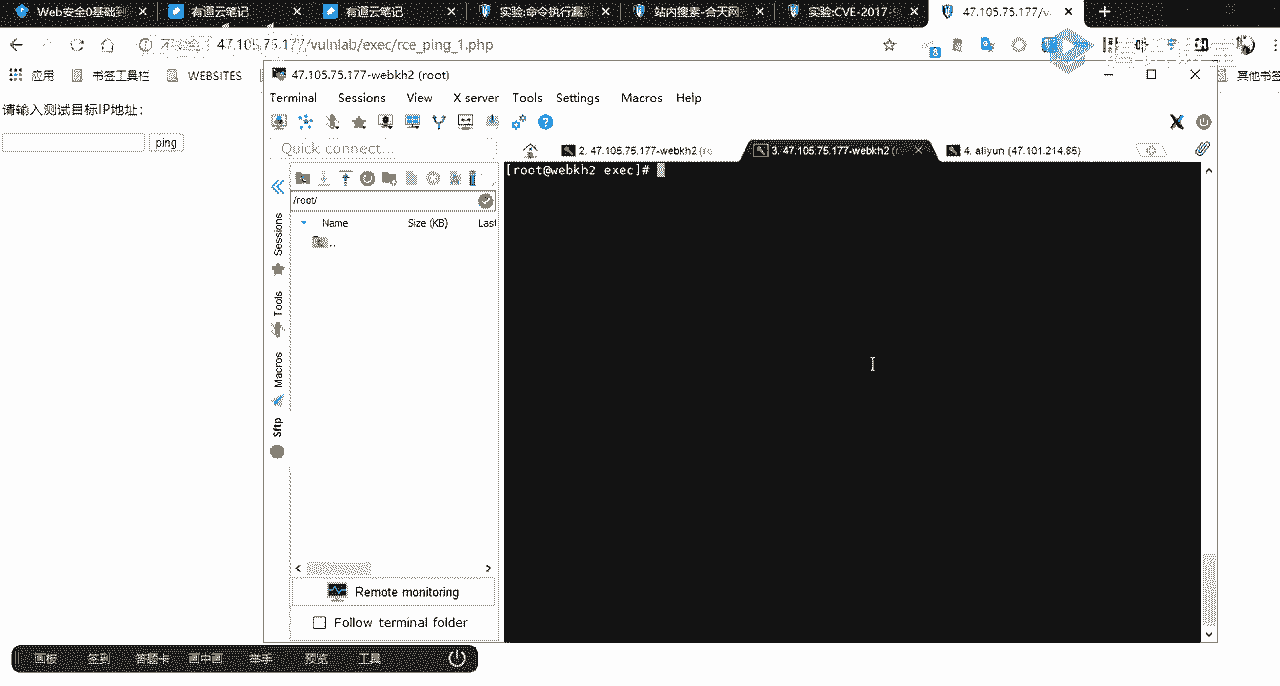 Web安全0基础到
有道云笔记
有道云笔记
实验:命令执行漏洞
站内搜索-合天网
实验:CVE-2017-
47.105.75.177/v
不安全
47.105.75.177/vulnlab/exec/rce_ping_1.php
应用
书签工具栏
WEBSITES
其他书签
请输入测试目标IP地址:
ping
47.105.75.177-webkh2 (root)
Terminal Sessions View X server Tools Settings Macros Help
Quick connect...
2. 47.105.75.177-webkh2 (ro
3. 47.105.75.177-webkh2 (
4. aliyun (47.101.214.85)
/root/
Name Size (KB) Last
..
Sessions
Tools
Macros
Sftp
[root@webkh2 exec]#
Remote monitoring
Follow terminal folder
画板 签到 答题卡 画中画 举手 预览 工具